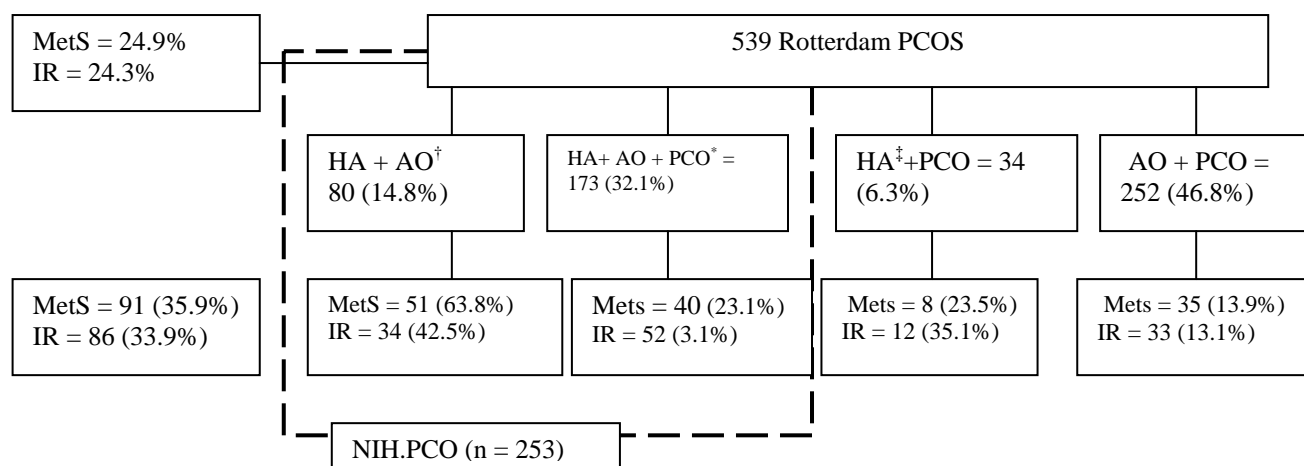 MetS = 24.9%
IR = 24.3%
539 Rotterdam PCOS
HA + AO†
80 (14.8%)
HA+ AO + PCO* =
173 (32.1%)
HA‡+PCO = 34
(6.3%)
AO + PCO =
252 (46.8%)
MetS = 91 (35.9%)
IR = 86 (33.9%)
MetS = 51 (63.8%)
IR = 34 (42.5%)
Mets = 40 (23.1%)
IR = 52 (3.1%)
Mets = 8 (23.5%)
IR = 12 (35.1%)
Mets = 35 (13.9%)
IR = 33 (13.1%)
NIH.PCO (n = 253)